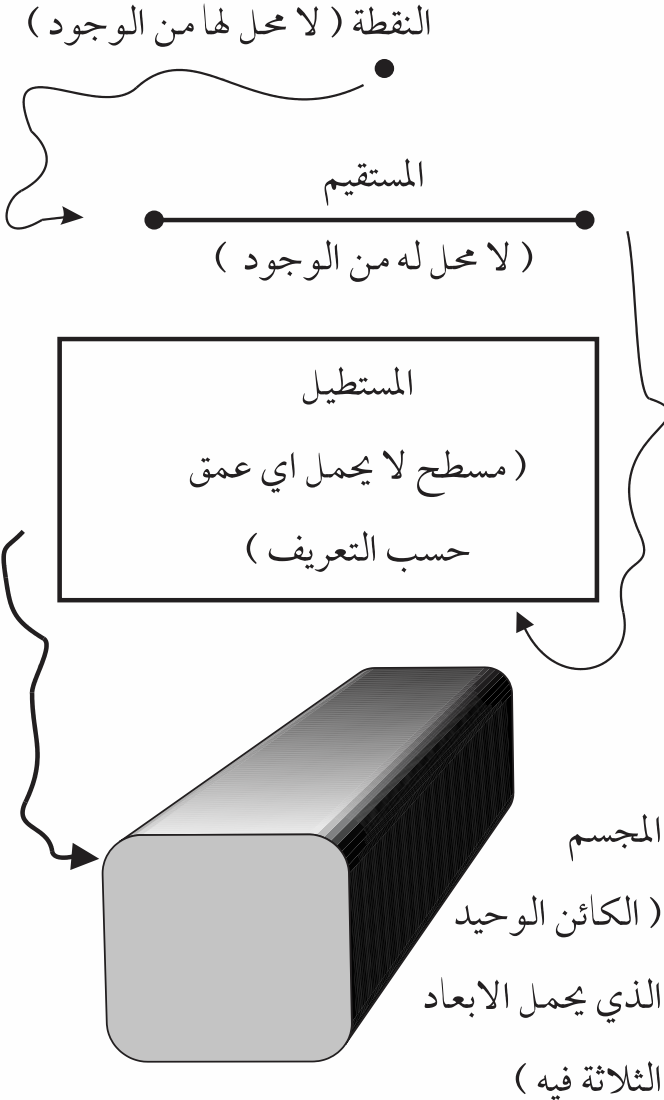 النقطة ( لا محل لها من الوجود )
المستقيم
( لا محل له من الوجود )
المستطيل
( مسطح لا يحمل اي عمق
حسب التعريف )
المجسم
( الكائن الوحيد
الذي يحمل الابعاد
الثلاثة فيه )